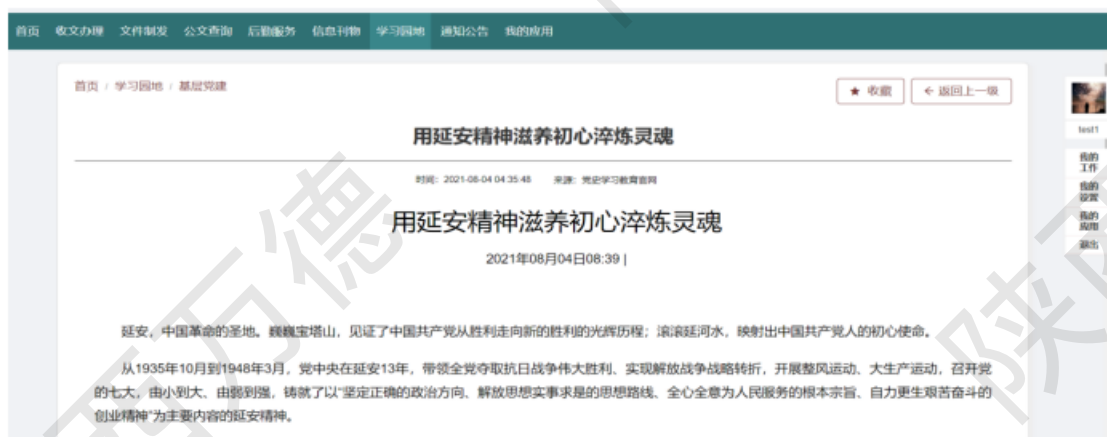 首页 收文办理 文件制发 公文查询 后勤服务 信息刊物 学习园地 通知公告 我的应用
首页 / 学习园地 / 基层党建
★ 收藏 ← 返回上一级
用延安精神滋养初心淬炼灵魂
时间: 2021-08-04 04:35:48 来源: 党史学习教育官网
用延安精神滋养初心淬炼灵魂
2021年08月04日08:39 |
延安，中国革命的圣地。巍巍宝塔山，见证了中国共产党从胜利走向新的胜利的光辉历程；滚滚延河水，映射出中国共产党人的初心使命。
从1935年10月到1948年3月，党中央在延安13年，带领全党夺取抗日战争伟大胜利、实现解放战争战略转折，开展整风运动、大生产运动，召开党
的七大，由小到大、由弱到强，铸就了以“坚定正确的政治方向、解放思想实事求是的思想路线、全心全意为人民服务的根本宗旨、自力更生艰苦奋斗的
创业精神”为主要内容的延安精神。
test1
我的
工作
我的
设置
我的
应用
退出
西万德
陕西